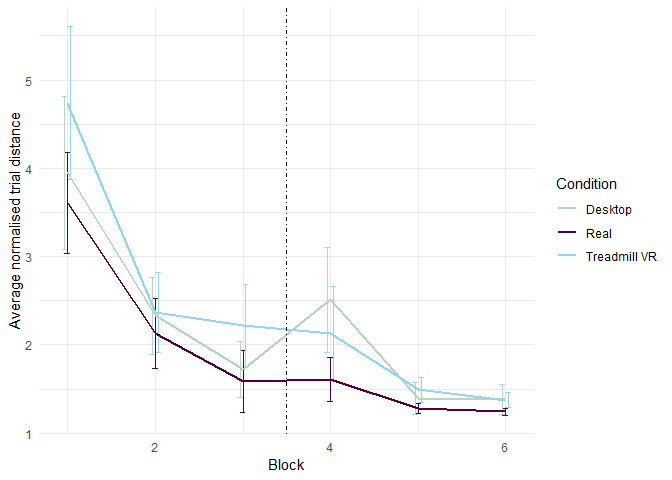 Average normalised trial distance
5
4
3
2
1
2
4
6
Block
Condition
Desktop
Real
Treadmill VR